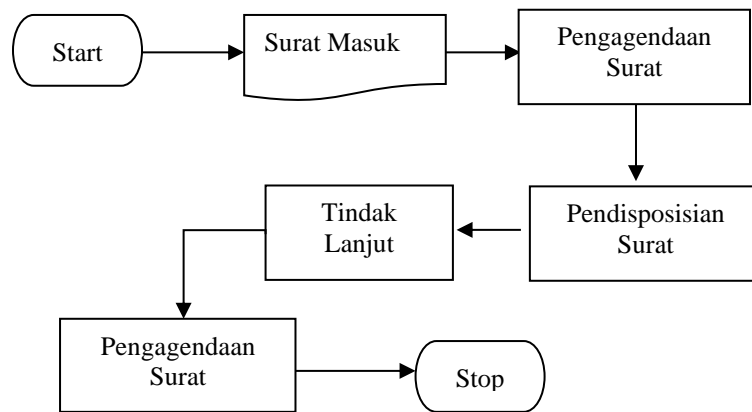 Start
Surat Masuk
Pengagendaan
Surat
Pendisposisian
Surat
Tindak
Lanjut
Pengagendaan
Surat
Stop